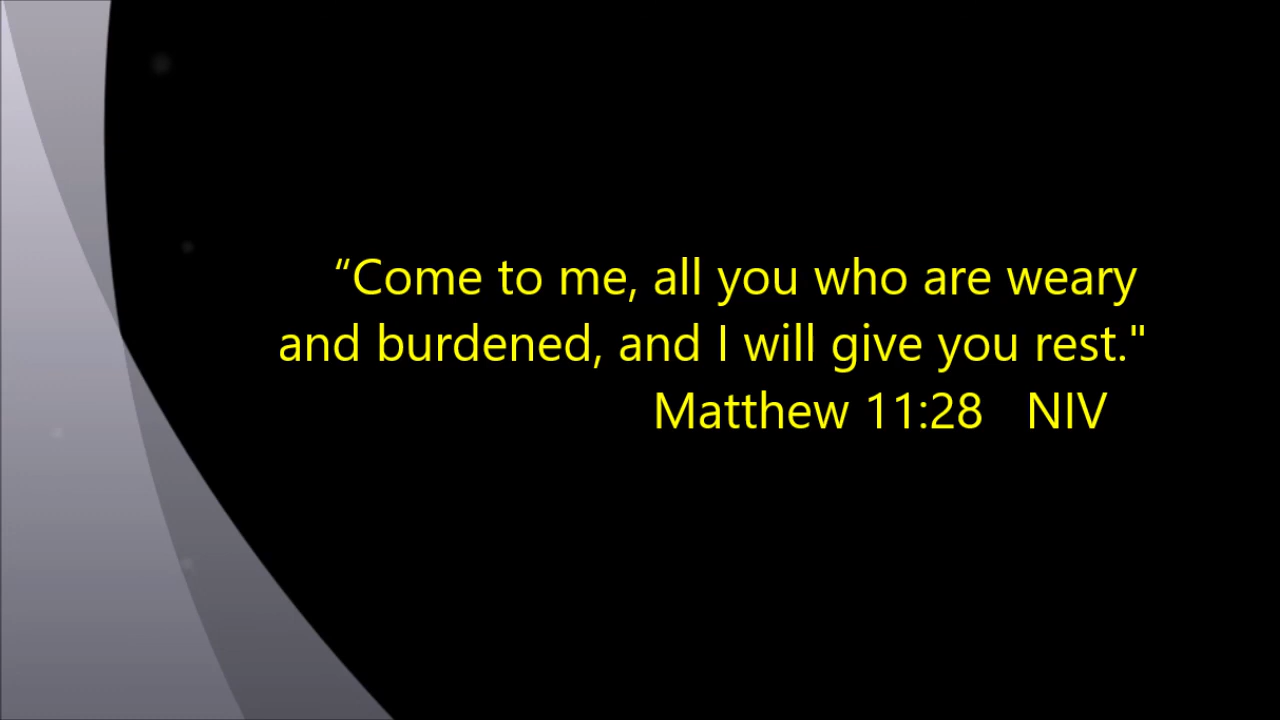 “Come to me, all you who are weary
and burdened, and I will give you rest."
Matthew 11:28   NIV